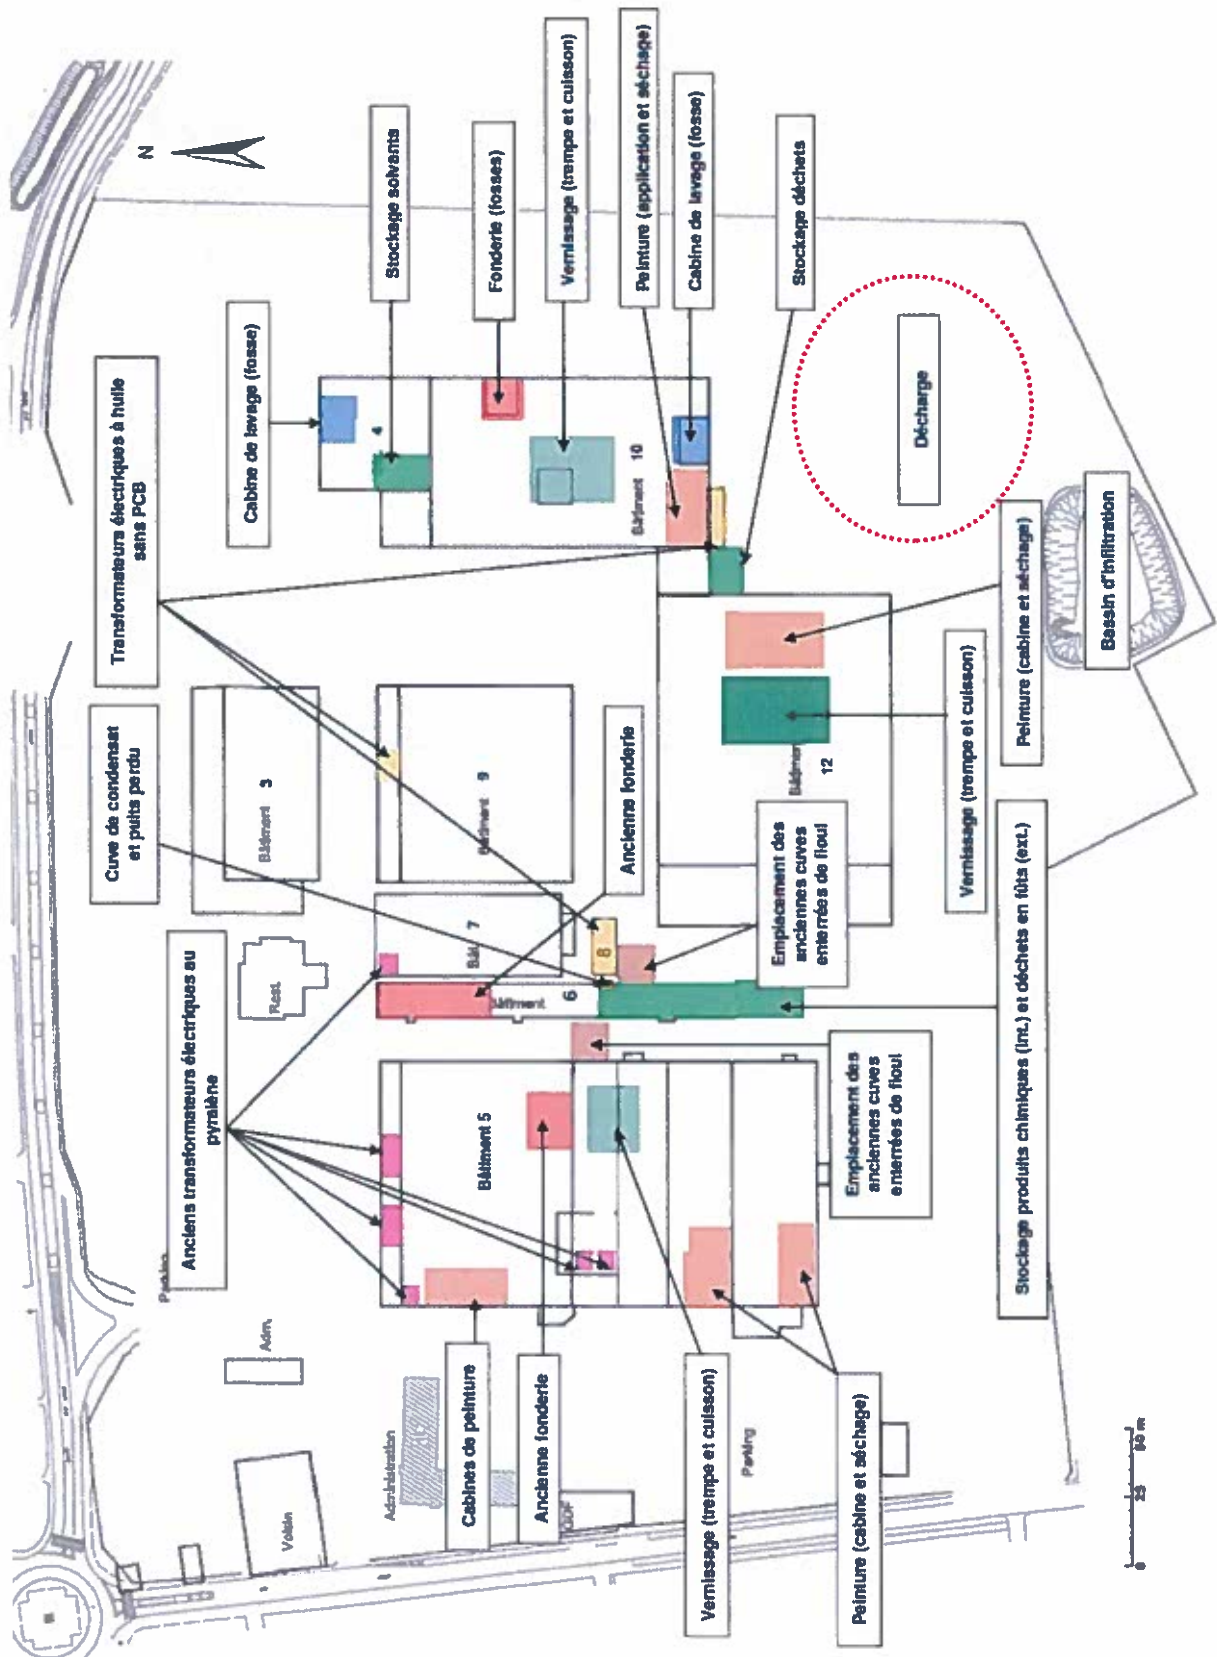 N
Cabine de lavage (fosse)
Stockage solvants
Fonderie (fosses)
Vernissage (trempe et cuisson)
Peinture (application et séchage)
Cabine de lavage (fosse)
Stockage déchets
Transformateurs électriques à huile
sans PCB
Cuve de condensat
et puits perdu
Anciens transformateurs électriques au
pyralène
Ancienne fonderie
Emplacement des
anciennes cuves
enterrées de fioul
Emplacement des
anciennes cuves
enterrées de fioul
Décharge
Bassin d'infiltration
Peinture (cabine et séchage)
Vernissage (trempe et cuisson)
Stockage produits chimiques (int.) et déchets en fûts (ext.)
Cabines de peinture
Ancienne fonderie
Vernissage (trempe et cuisson)
Peinture (cabine et séchage)
Bâtiment 3
4
Bâtiment 5
Bâtiment 6
Bât. 7
8
Bâtiment 9
Bâtiment 10
Bâtiment 12
Rest.
Parking
Adm.
Administration
Voisin
GDF
Parking
0 25 50 m